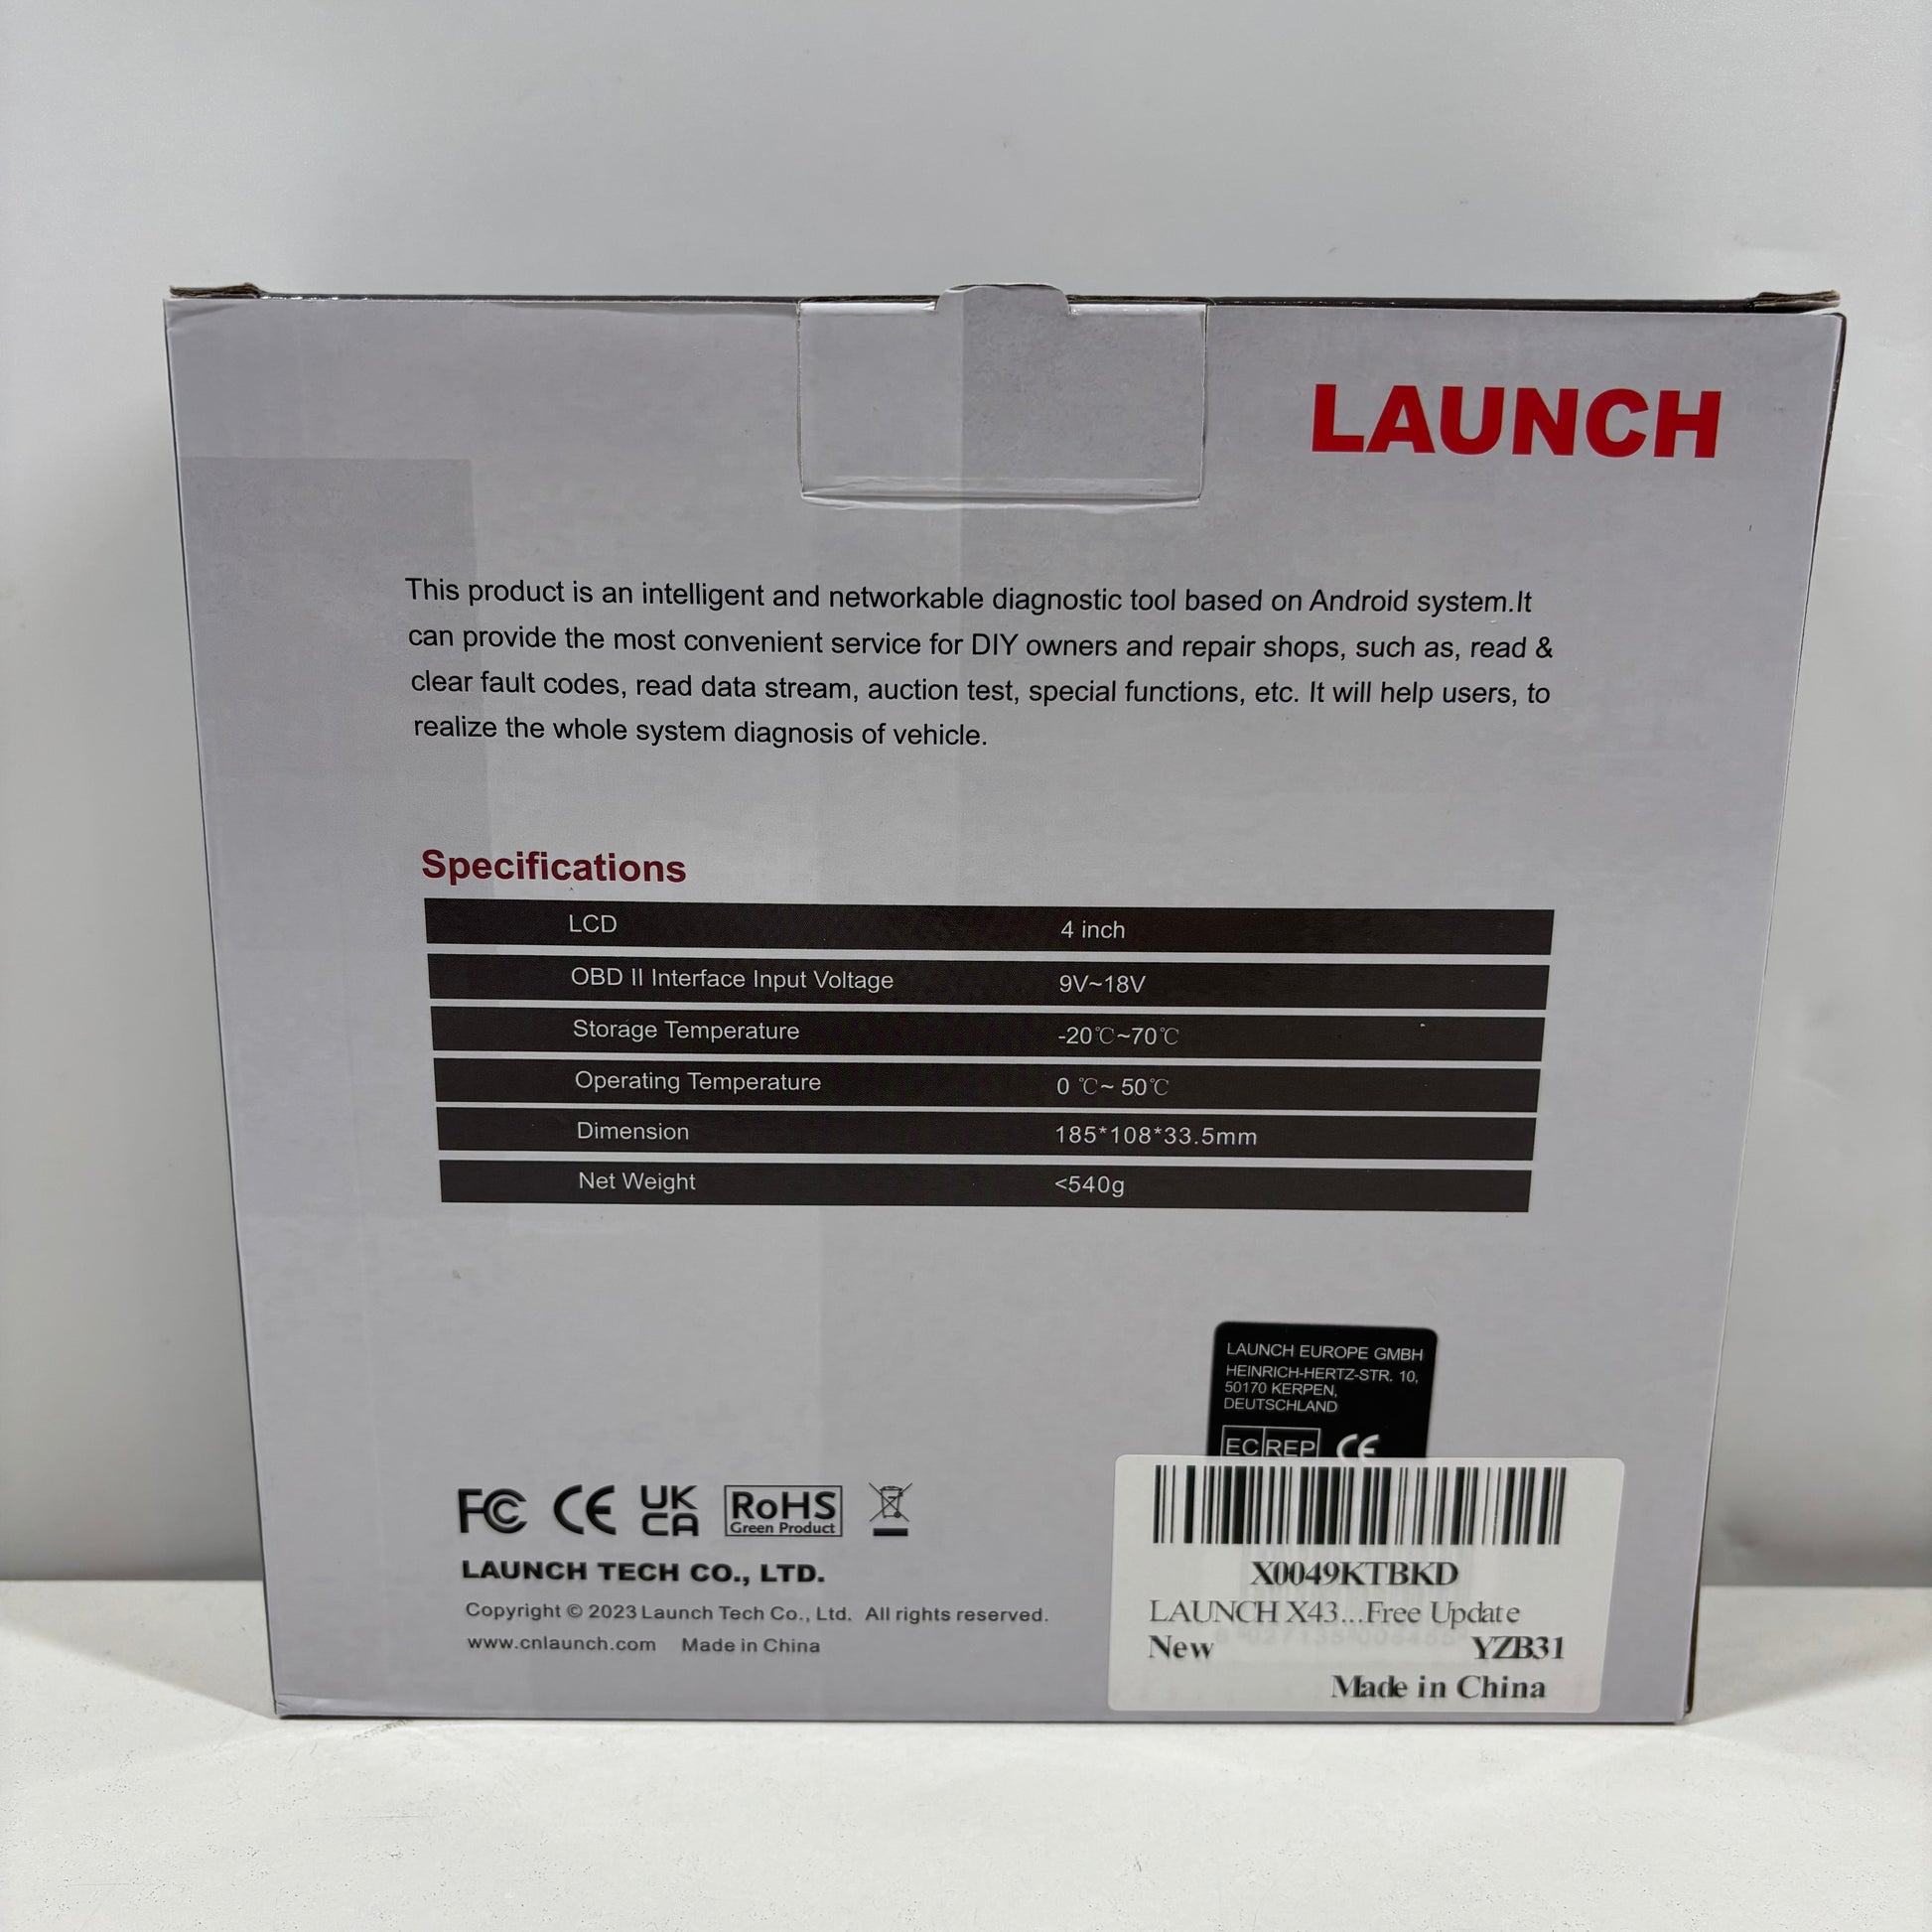 LAUNCH
This product is an intelligent and networkable diagnostic tool based on Android system.It
can provide the most convenient service for DIY owners and repair shops, such as, read &
clear fault codes, read data stream, auction test, special functions, etc. It will help users, to
realize the whole system diagnosis of vehicle.
Specifications
LCD 4 inch
OBD II Interface Input Voltage 9V~18V
Storage Temperature -20℃~70℃
Operating Temperature 0 ℃~ 50℃
Dimension 185*108*33.5mm
Net Weight <540g
LAUNCH EUROPE GMBH
HEINRICH-HERTZ-STR. 10,
50170 KERPEN,
DEUTSCHLAND
EC REP CE
FC CE UK CA RoHS Green Product
LAUNCH TECH CO., LTD.
Copyright © 2023 Launch Tech Co., Ltd. All rights reserved.
www.cnlaunch.com Made in China
X0049KTBKD
LAUNCH X43...Free Update
New YZB31
Made in China